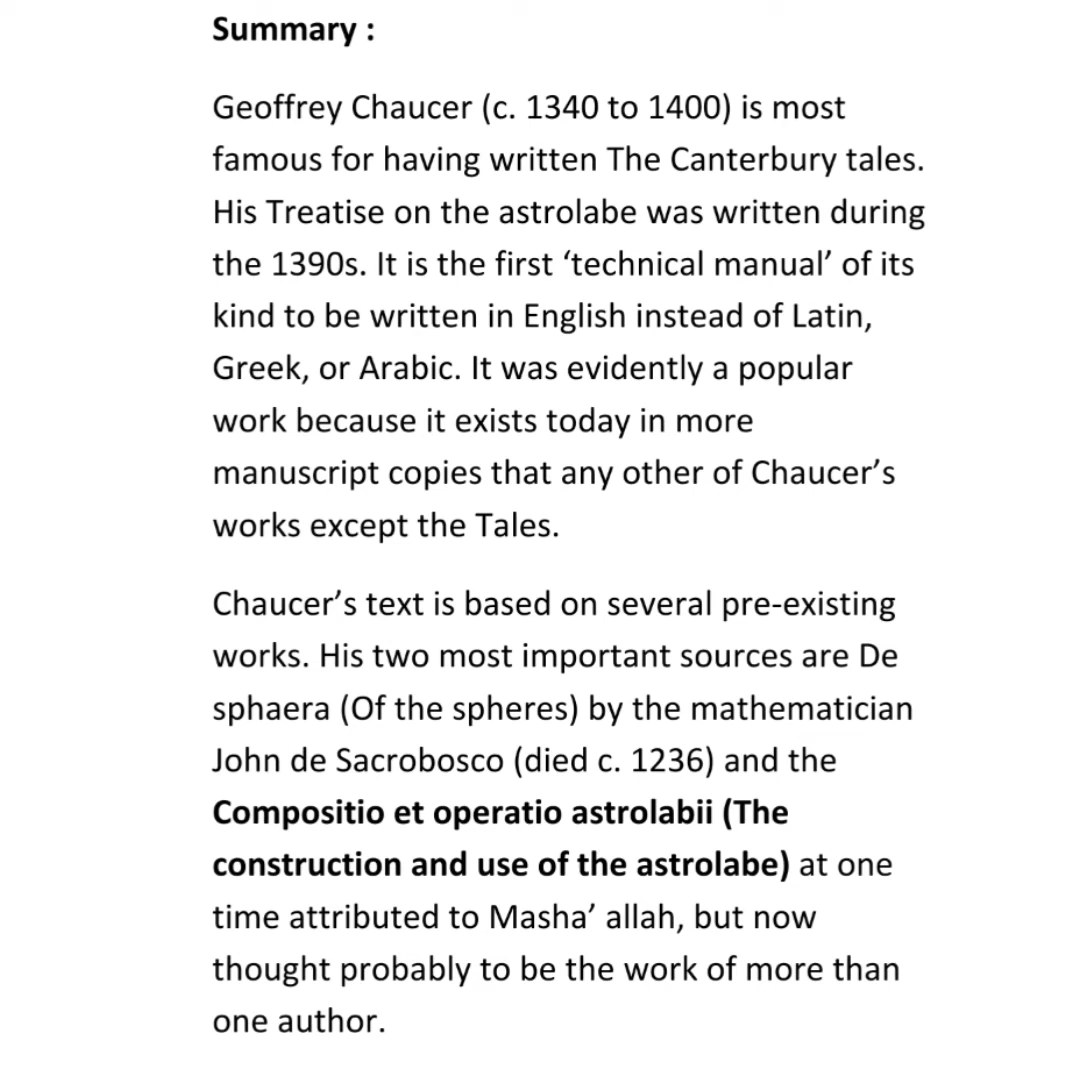 Summary :
Geoffrey Chaucer (c. 1340 to 1400) is most
famous for having written The Canterbury tales.
His Treatise on the astrolabe was written during
the 1390s. It is the first ‘technical manual’ of its
kind to be written in English instead of Latin,
Greek, or Arabic. It was evidently a popular
work because it exists today in more
manuscript copies that any other of Chaucer’s
works except the Tales.
Chaucer’s text is based on several pre-existing
works. His two most important sources are De
sphaera (Of the spheres) by the mathematician
John de Sacrobosco (died c. 1236) and the
Compositio et operatio astrolabii (The
construction and use of the astrolabe) at one
time attributed to Masha’ allah, but now
thought probably to be the work of more than
one author.